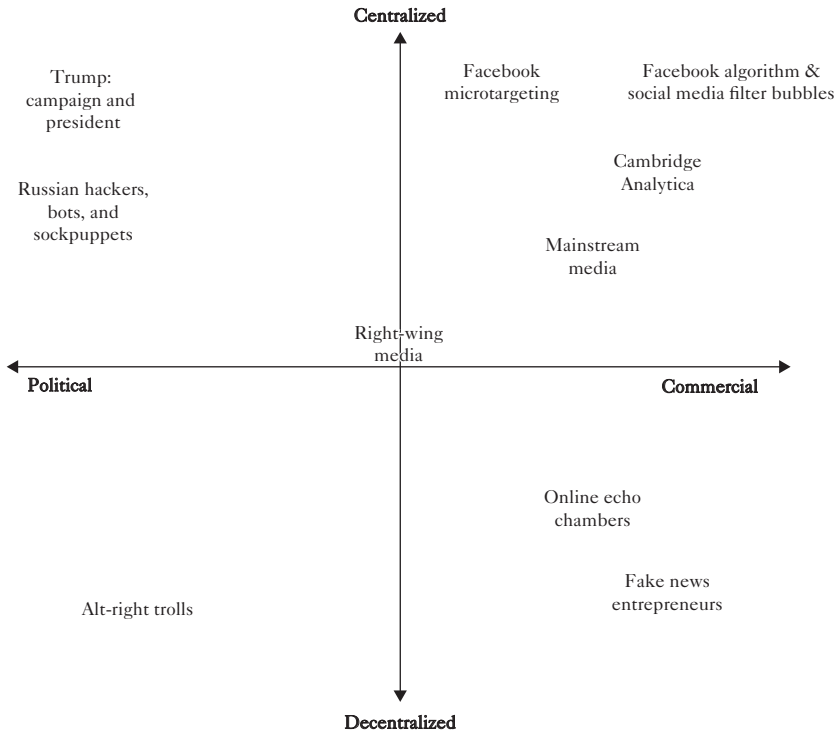 Centralized
Trump:
campaign and
president
Facebook
microtargeting
Facebook algorithm &
social media filter bubbles
Cambridge
Analytica
Russian hackers,
bots, and
sockpuppets
Mainstream
media
Right-wing
media
Political
Commercial
Online echo
chambers
Fake news
entrepreneurs
Alt-right trolls
Decentralized